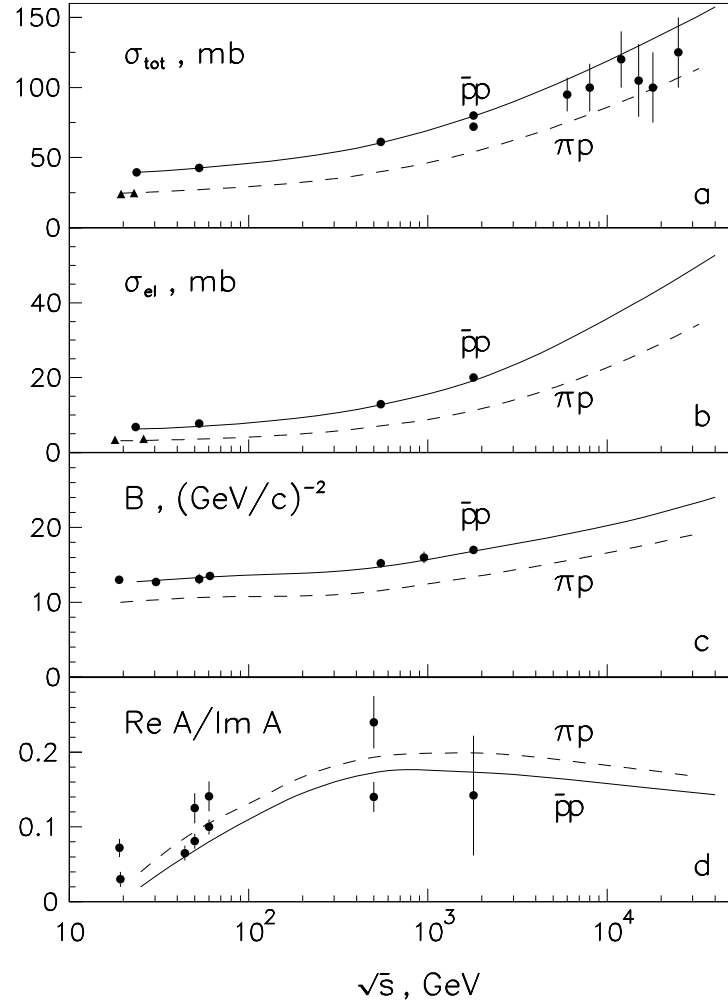 150
σtot , mb
100
p̄p
50
πp
a
0
σel , mb
40
p̄p
20
πp
b
0
B , (GeV/c)⁻²
20
p̄p
10
πp
c
0
Re A/Im A
πp
0.2
p̄p
0.1
d
0
10 10² 10³ 10⁴
√s , GeV